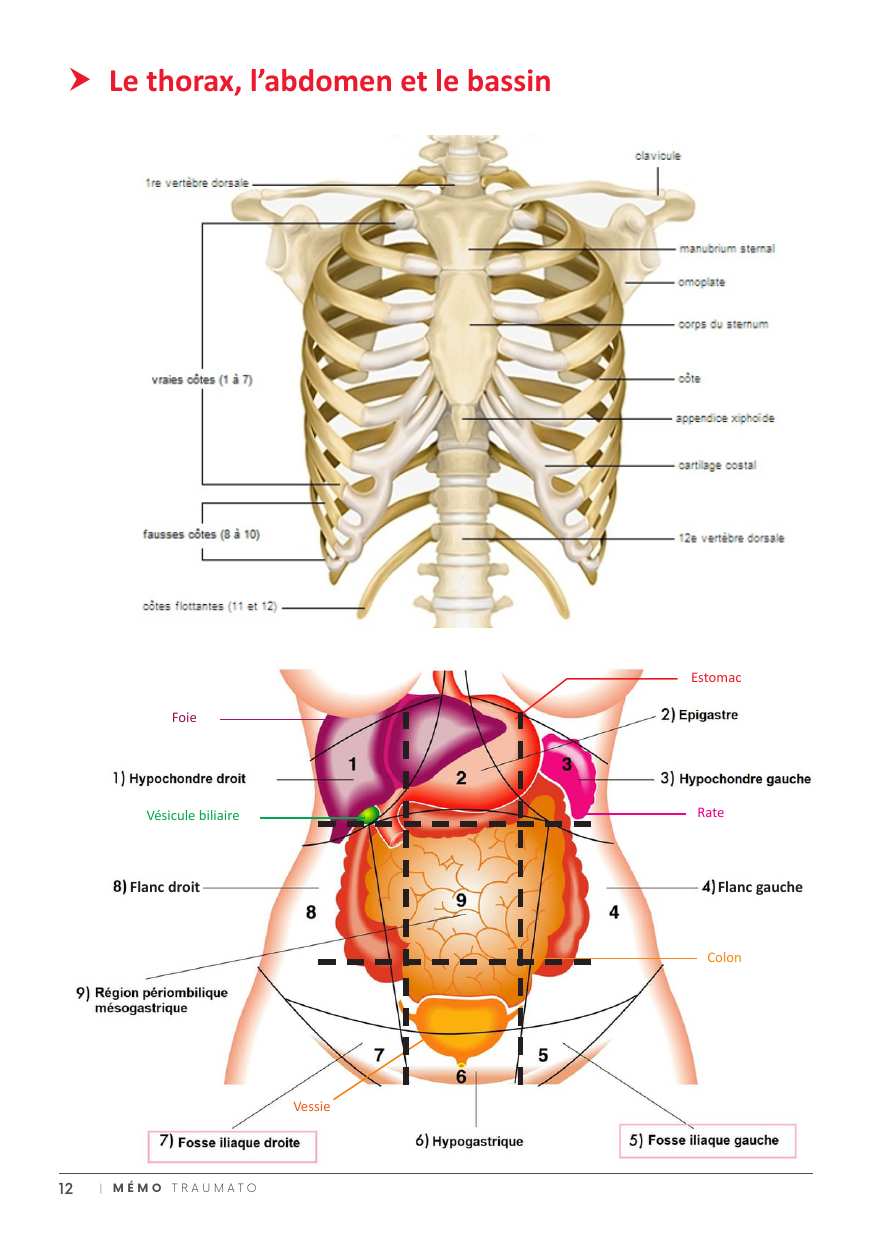 Le thorax, l'abdomen et le bassin
clavicule
1re vertèbre dorsale
manubrium sternal
omoplate
corps du sternum
vraies côtes (1 à 7)
côte
appendice xiphoïde
cartilage costal
fausses côtes (8 à 10)
12e vertèbre dorsale
côtes flottantes (11 et 12)
Estomac
Foie
2) Epigastre
1
2
3
1) Hypochondre droit
3) Hypochondre gauche
Vésicule biliaire
Rate
8) Flanc droit
4) Flanc gauche
9
8
4
Colon
9) Région périombilique
mésogastrique
7
5
6
Vessie
7) Fosse iliaque droite
6) Hypogastrique
5) Fosse iliaque gauche
12 | MÉMO TRAUMATO